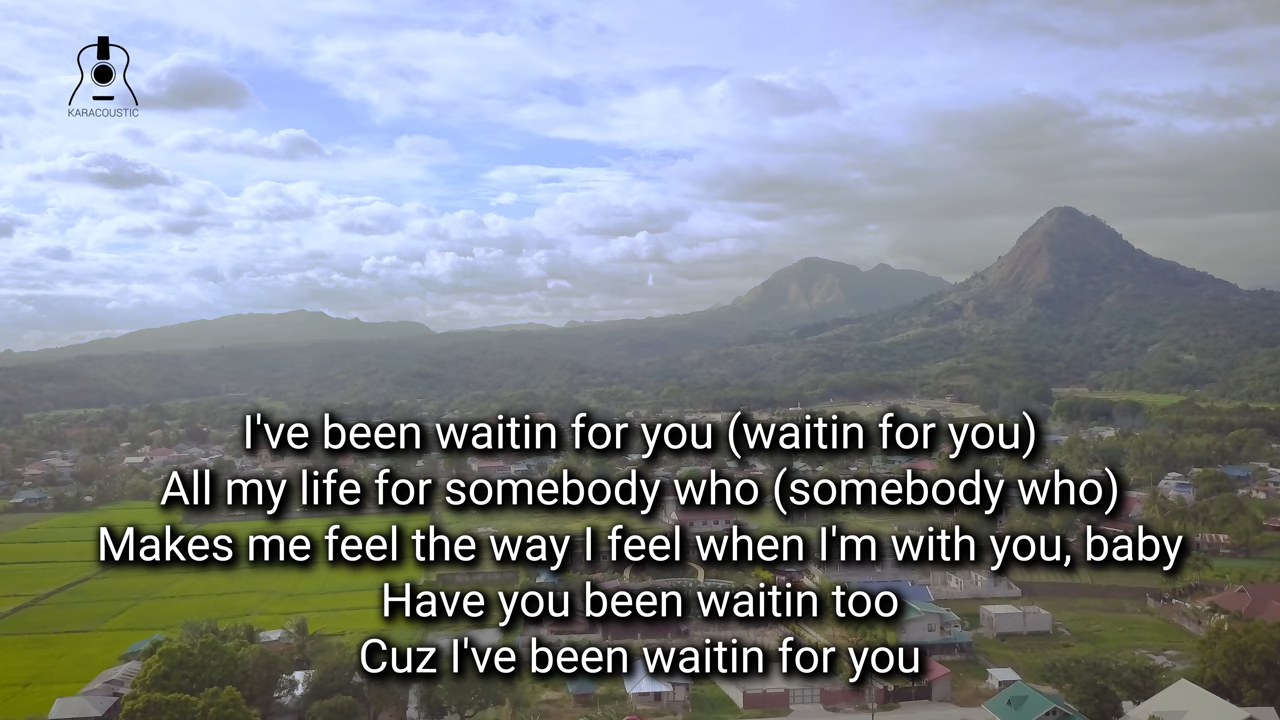 KARACOUSTIC
I've been waitin for you (waitin for you)
All my life for somebody who (somebody who)
Makes me feel the way I feel when I'm with you, baby
Have you been waitin too
Cuz I've been waitin for you